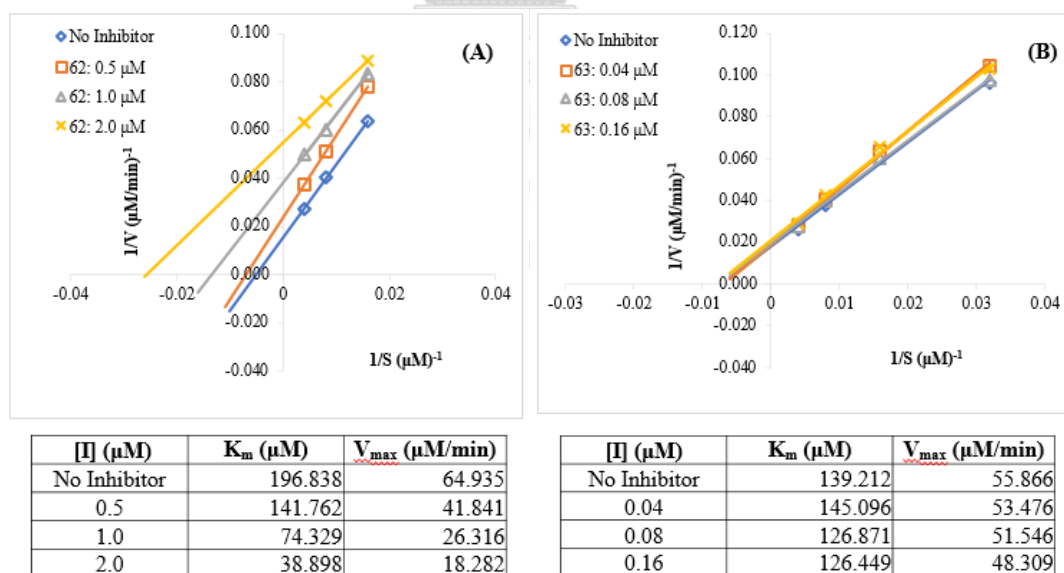 (A)
No Inhibitor
62: 0.5 µM
62: 1.0 µM
62: 2.0 µM
0.100
0.080
0.060
0.040
0.020
0.000
-0.020
-0.040
-0.04
-0.02
0
0.02
0.04
1/V (µM/min)-1
1/S (µM)-1
(B)
No Inhibitor
63: 0.04 µM
63: 0.08 µM
63: 0.16 µM
0.120
0.100
0.080
0.060
0.040
0.020
0.000
-0.020
-0.040
-0.03
-0.02
-0.01
0
0.01
0.02
0.03
0.04
1/V (µM/min)-1
1/S (µM)-1
[I] (µM) Km (µM) Vmax (µM/min)
No Inhibitor 196.838 64.935
0.5 141.762 41.841
1.0 74.329 26.316
2.0 38.898 18.282
[I] (µM) Km (µM) Vmax (µM/min)
No Inhibitor 139.212 55.866
0.04 145.096 53.476
0.08 126.871 51.546
0.16 126.449 48.309